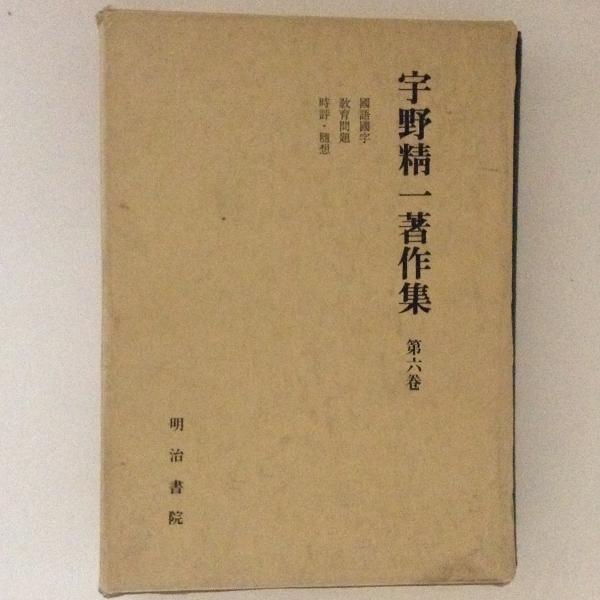 宇野精一著作集 第六卷
國語國字
教育問題
時評・隨想
明治書院